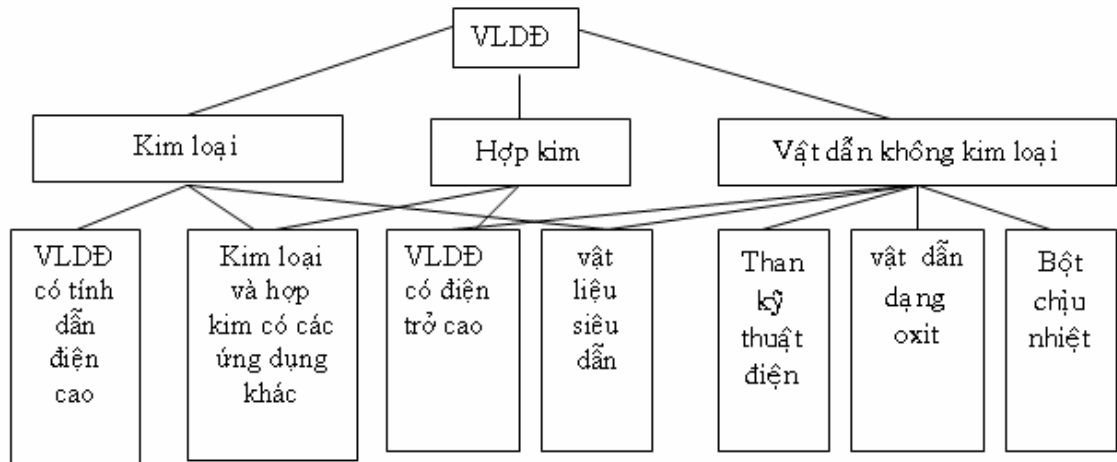 VLDĐ
Kim loại
Hợp kim
Vật dẫn không kim loại
VLDĐ
có tính
dẫn
điện
cao
Kim loại
và hợp
kim có các
ứng dụng
khác
VLDĐ
có điện
trở cao
vật
liệu
siêu
dẫn
Than
kỹ
thuật
điện
vật dẫn
dạng
oxit
Bột
chịu
nhiệt